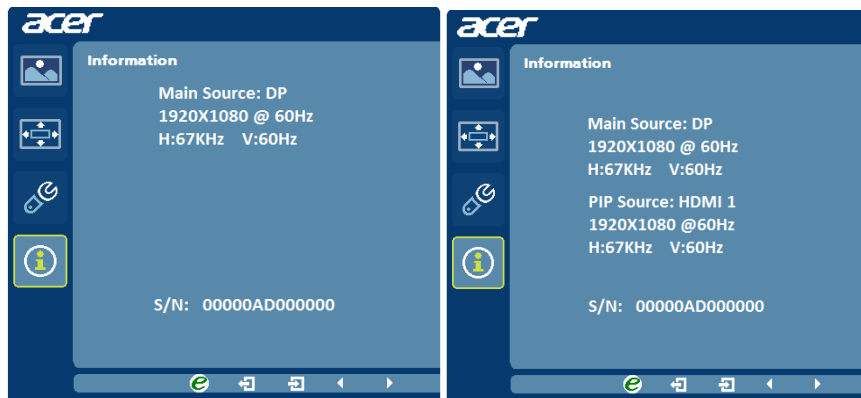 acer
Information
Main Source: DP
1920X1080 @ 60Hz
H:67KHz V:60Hz
S/N: 00000AD000000
e
acer
Information
Main Source: DP
1920X1080 @ 60Hz
H:67KHz V:60Hz
PIP Source: HDMI 1
1920X1080 @60Hz
H:67KHz V:60Hz
S/N: 00000AD000000
e